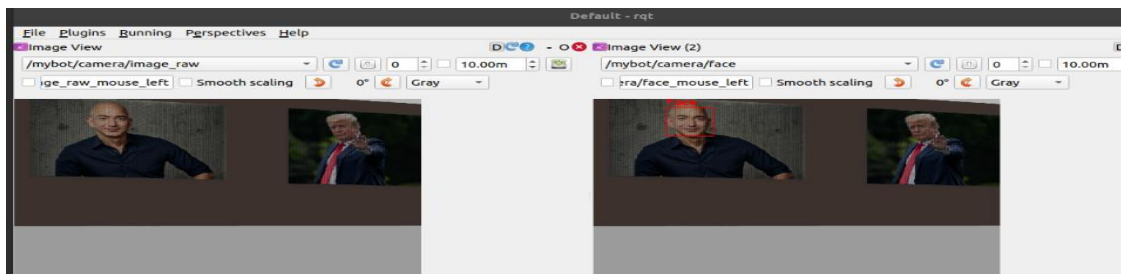 Default - rqt
File Plugins Running Perspectives Help
Image View D - O Image View (2) D
/mybot/camera/image_raw 0 10.00m /mybot/camera/face 0 10.00m
ge_raw_mouse_left Smooth scaling 0° Gray era/face_mouse_left Smooth scaling 0° Gray